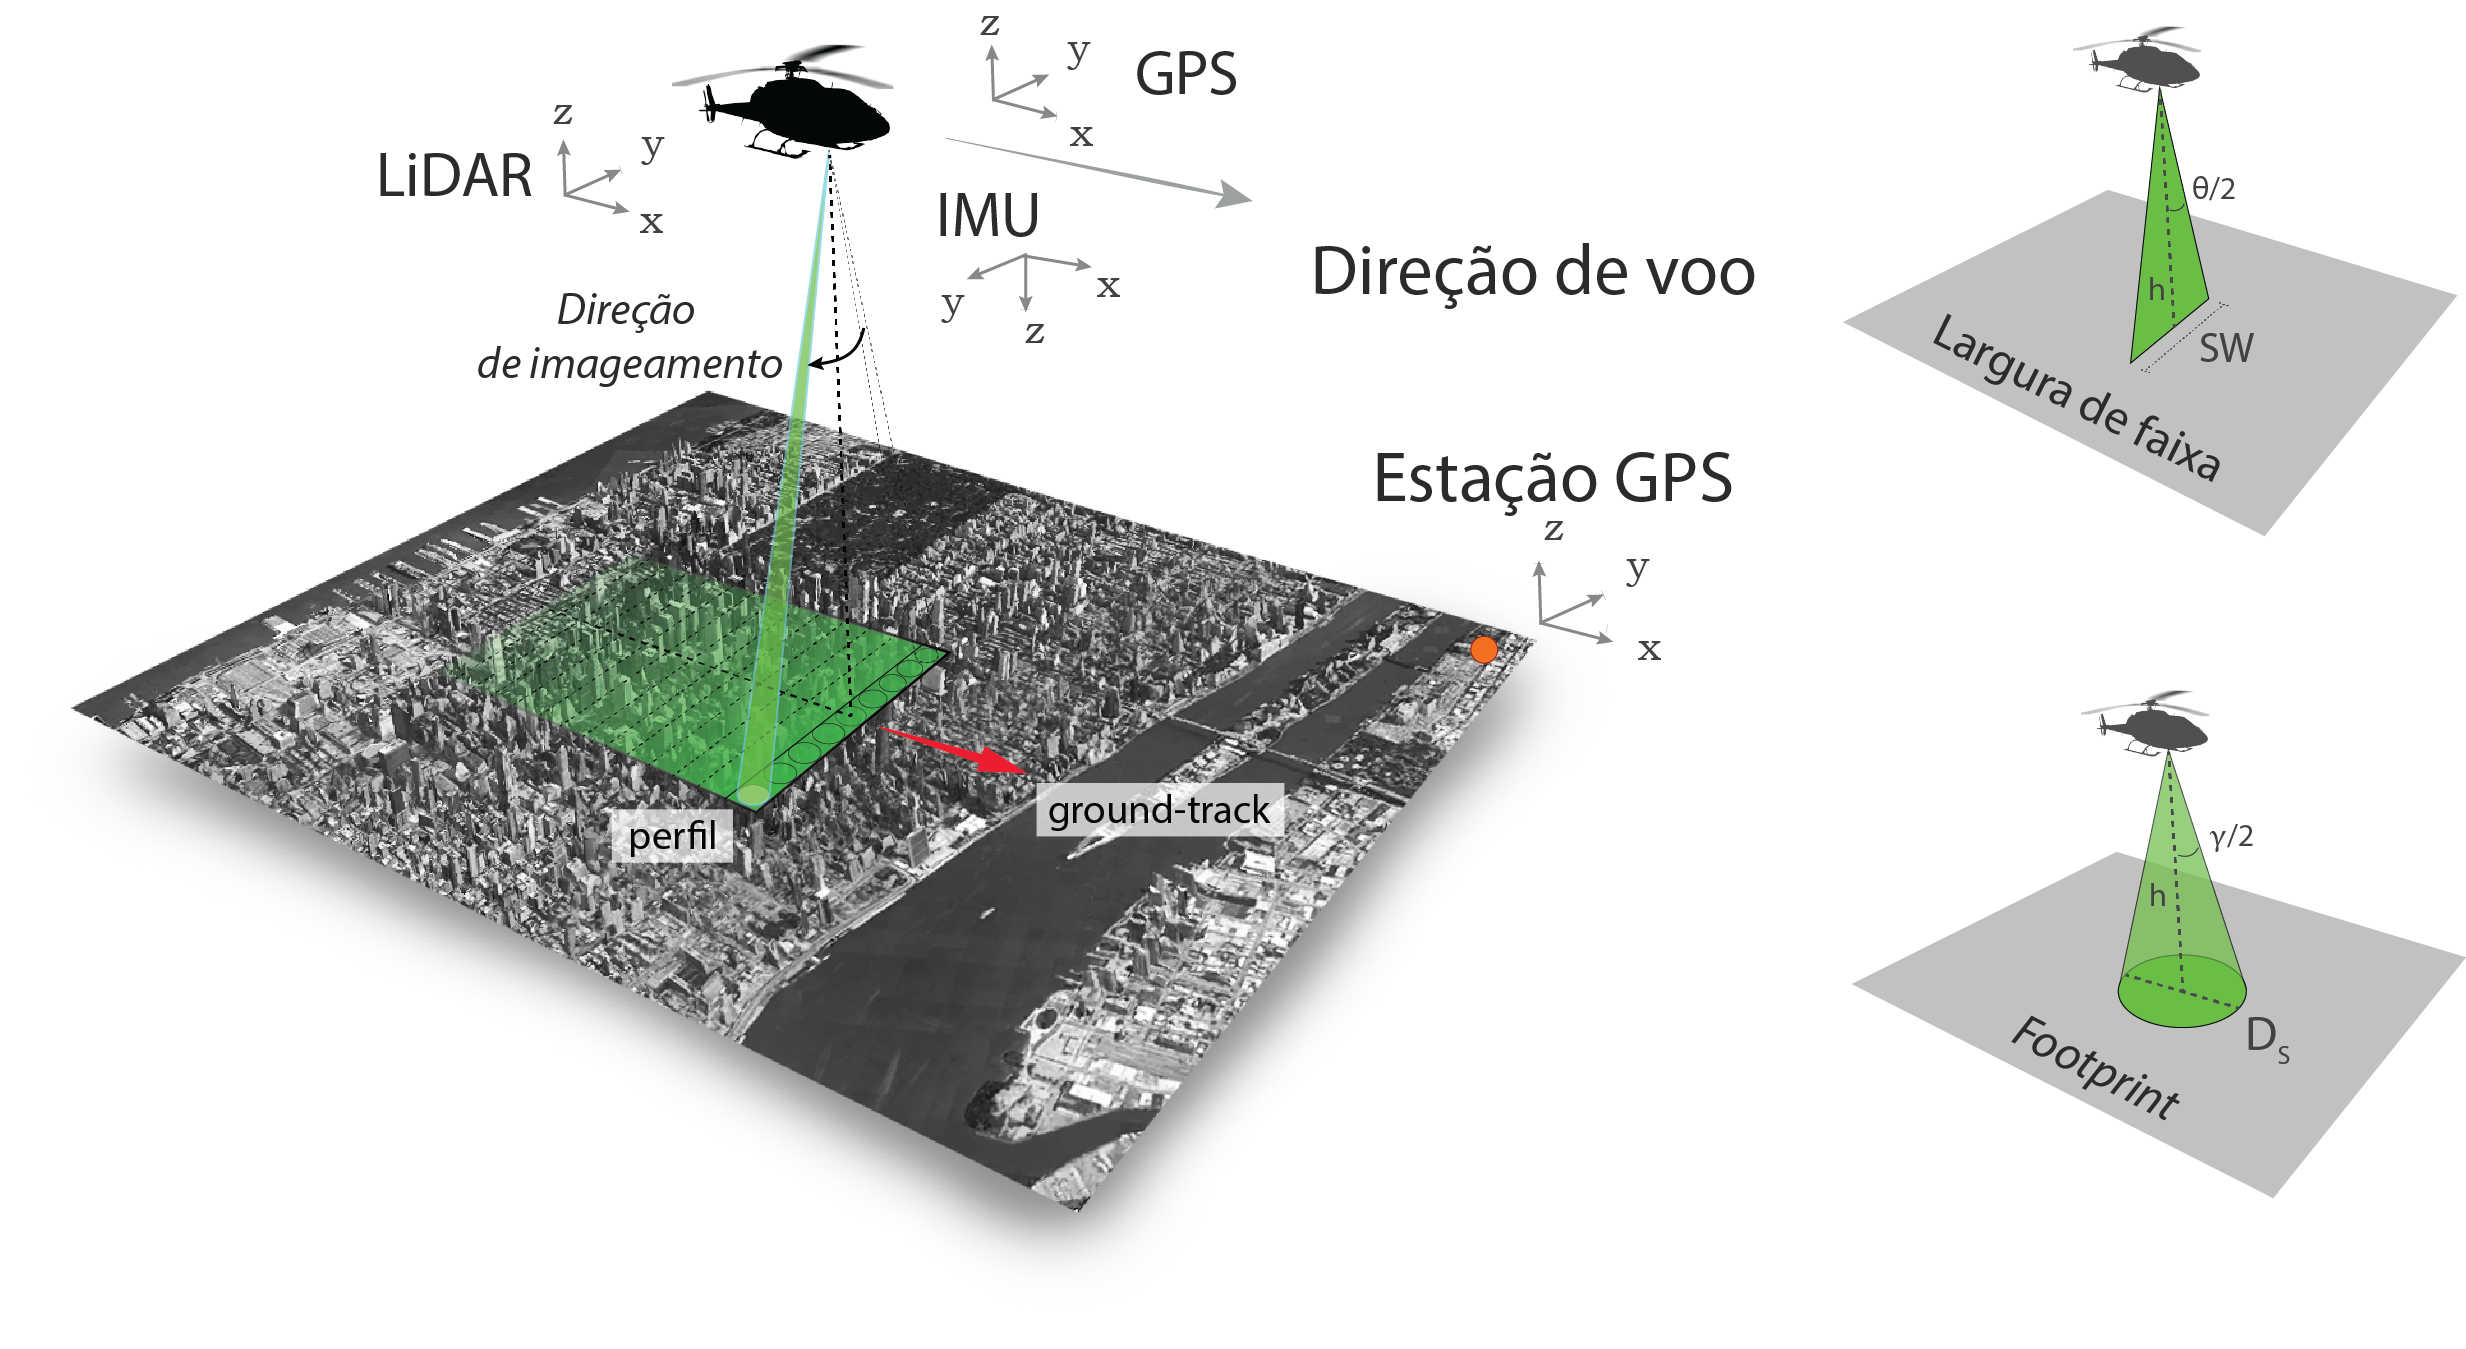 z
y
x
GPS
z
y
x
LiDAR
IMU
x
y
z
Direção de voo
Direção
de imageamento
Estação GPS
z
y
x
perfil
ground-track
θ/2
h
SW
Largura de faixa
γ/2
h
Ds
Footprint